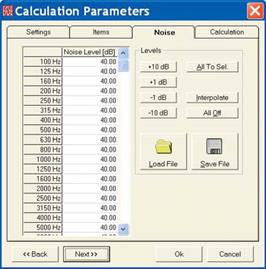 Calculation Parameters
Settings Items Noise Calculation
Noise Level [dB]
100 Hz 40.00
125 Hz 40.00
160 Hz 40.00
200 Hz 40.00
250 Hz 40.00
315 Hz 40.00
400 Hz 40.00
500 Hz 40.00
630 Hz 40.00
800 Hz 40.00
1000 Hz 40.00
1250 Hz 40.00
1600 Hz 40.00
2000 Hz 40.00
2500 Hz 40.00
3150 Hz 40.00
4000 Hz 40.00
5000 Hz 40.00
Levels
+10 dB All To Sel.
+1 dB
-1 dB Interpolate
-10 dB All Off
Load File Save File
<< Back Next >> Ok Cancel